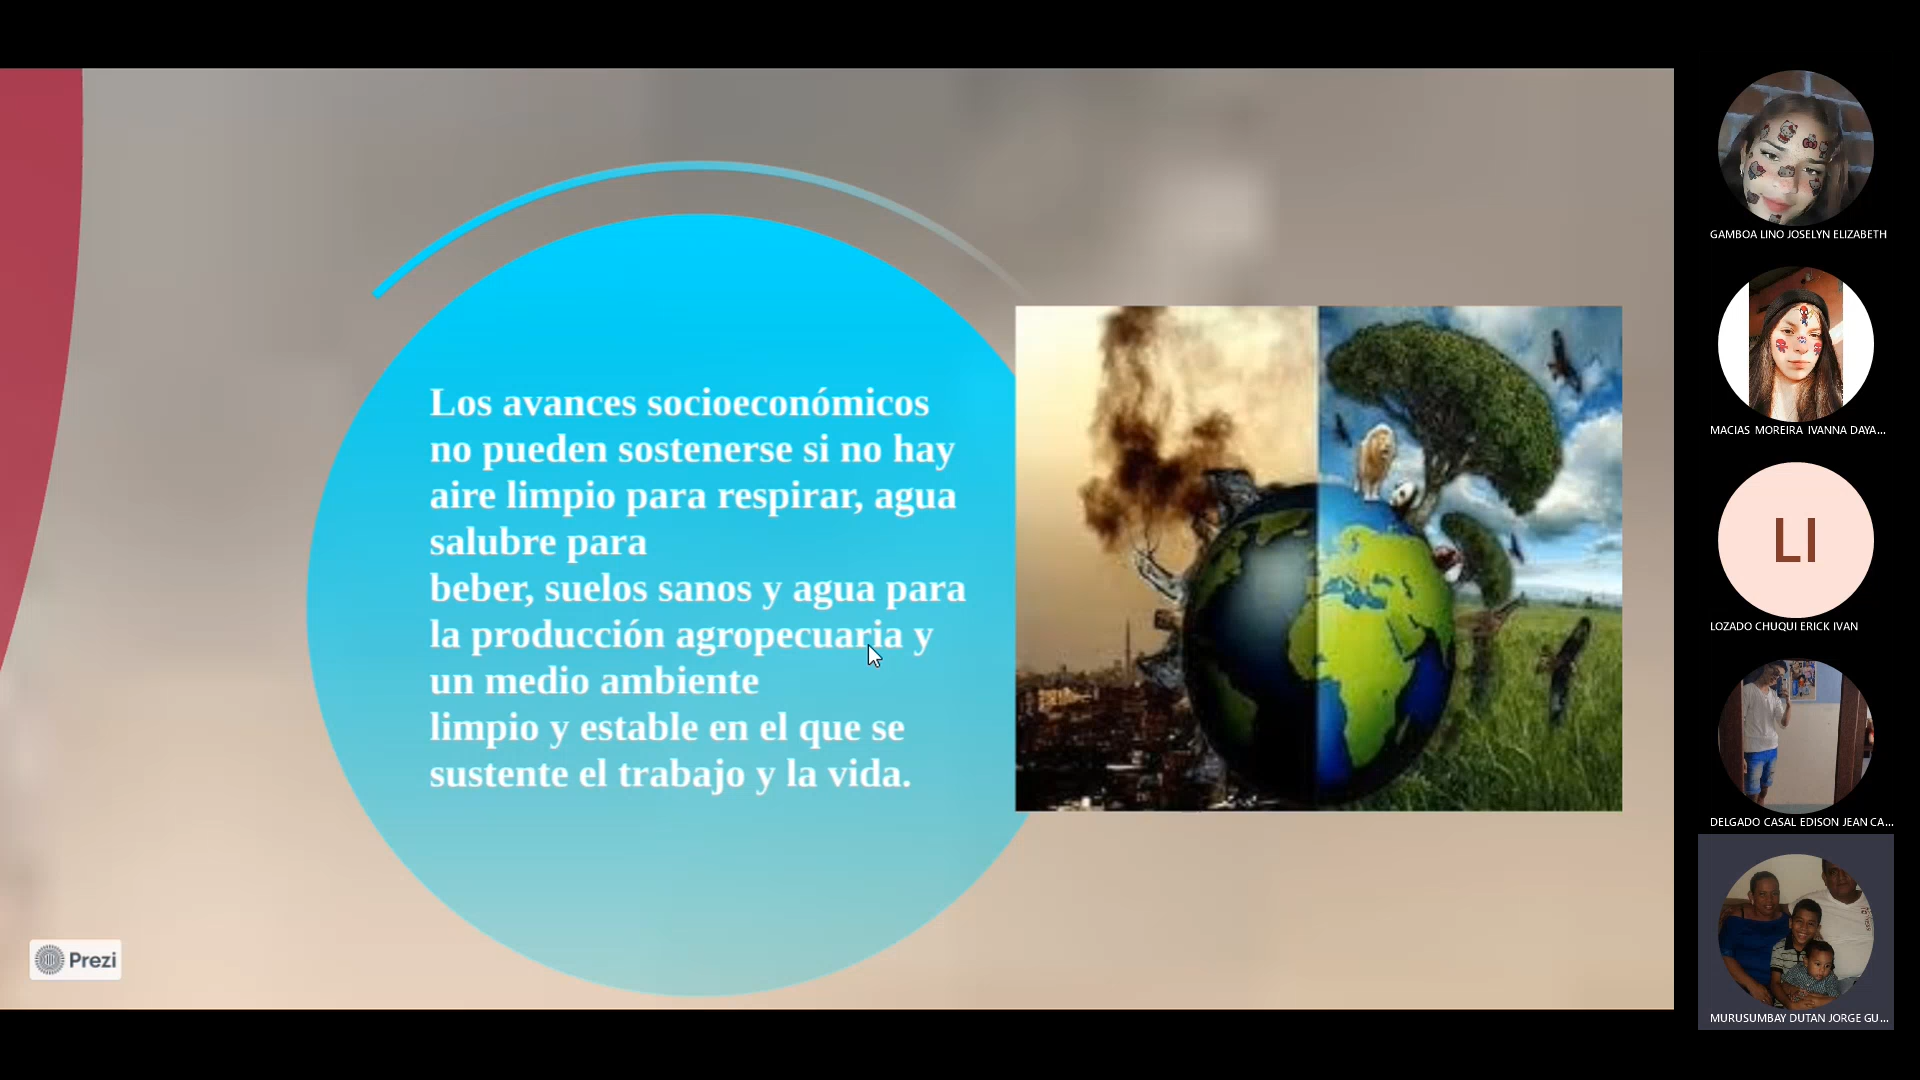 Los avances socioeconómicos
no pueden sostenerse si no hay
aire limpio para respirar, agua
salubre para
beber, suelos sanos y agua para
la producción agropecuaria y
un medio ambiente
limpio y estable en el que se
sustente el trabajo y la vida.
Prezi
GAMBOA LINO JOSELYN ELIZABETH
MACIAS MOREIRA IVANNA DAYA...
LI
LOZADO CHUQUI ERICK IVAN
DELGADO CASAL EDISON JEAN CA...
MURUSUMBAY DUTAN JORGE GU...